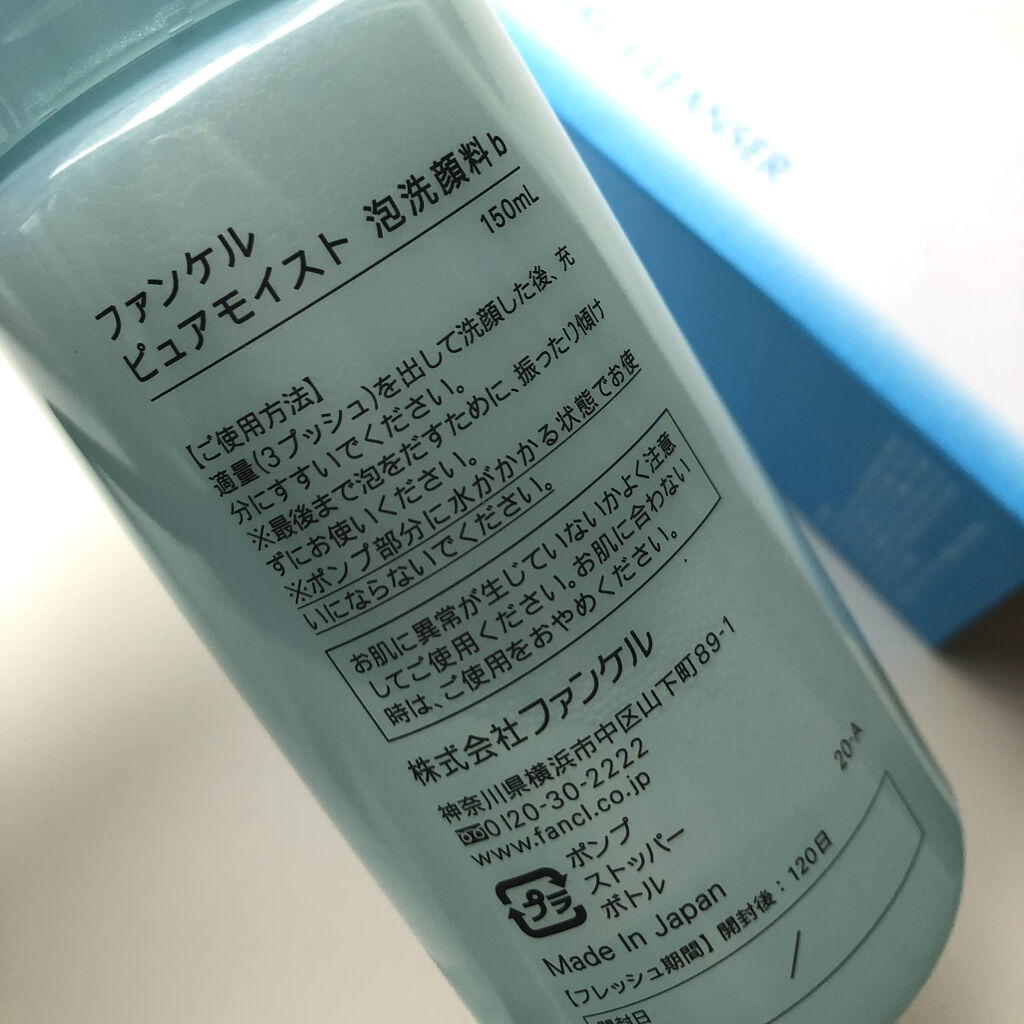 ファンケル
ピュアモイスト 泡洗顔料b
150mL
【ご使用方法】
適量(3プッシュ)を出して洗顔した後、充
分にすすいでください。
※最後まで泡をだすために、振ったり傾け
ずにお使いください。
※ポンプ部分に水がかかる状態でお使
いにならないでください。
お肌に異常が生じていないかよく注意
してご使用ください。お肌に合わない
時は、ご使用をおやめください。
株式会社ファンケル
神奈川県横浜市中区山下町89-1
0120-30-2222
www.fancl.co.jp
プラ
ポンプ
ストッパー
ボトル
20-A
Made In Japan
【フレッシュ期間】開封後：120日
開封日
/
CLEANSER